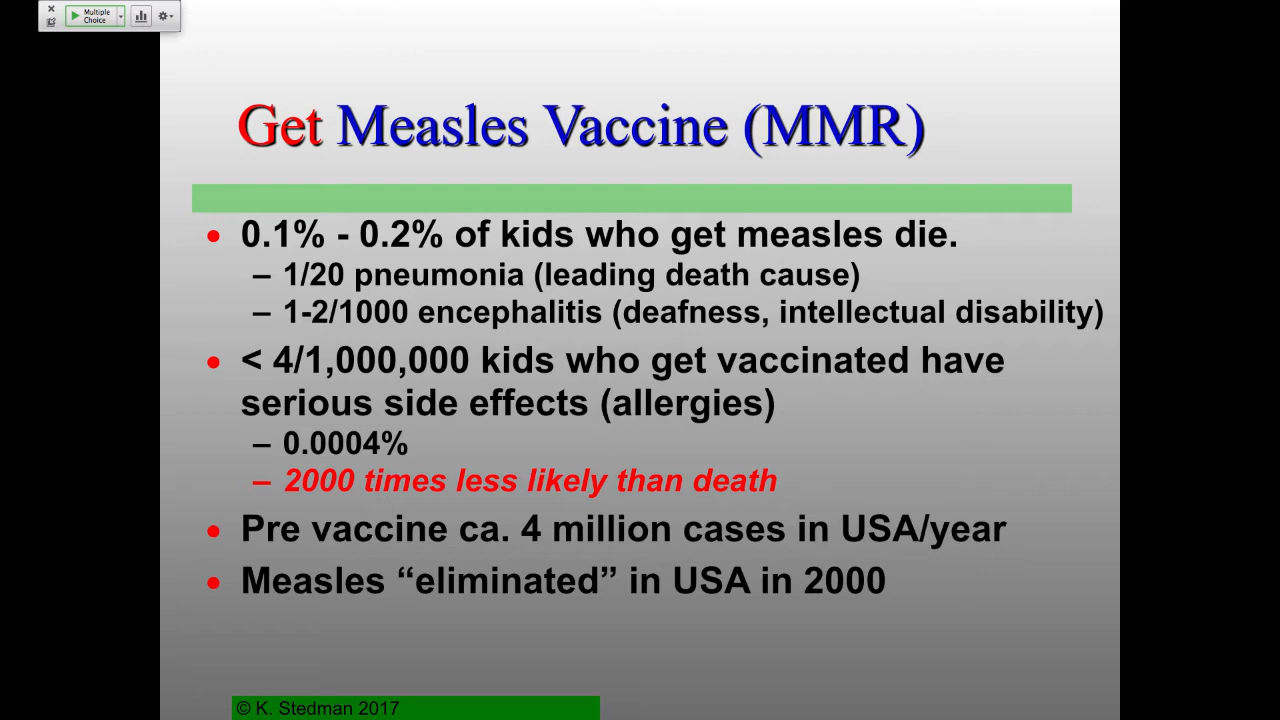 Multiple
Choice
Get Measles Vaccine (MMR)
• 0.1% - 0.2% of kids who get measles die.
– 1/20 pneumonia (leading death cause)
– 1-2/1000 encephalitis (deafness, intellectual disability)
• < 4/1,000,000 kids who get vaccinated have
serious side effects (allergies)
– 0.0004%
– 2000 times less likely than death
• Pre vaccine ca. 4 million cases in USA/year
• Measles “eliminated” in USA in 2000
© K. Stedman 2017